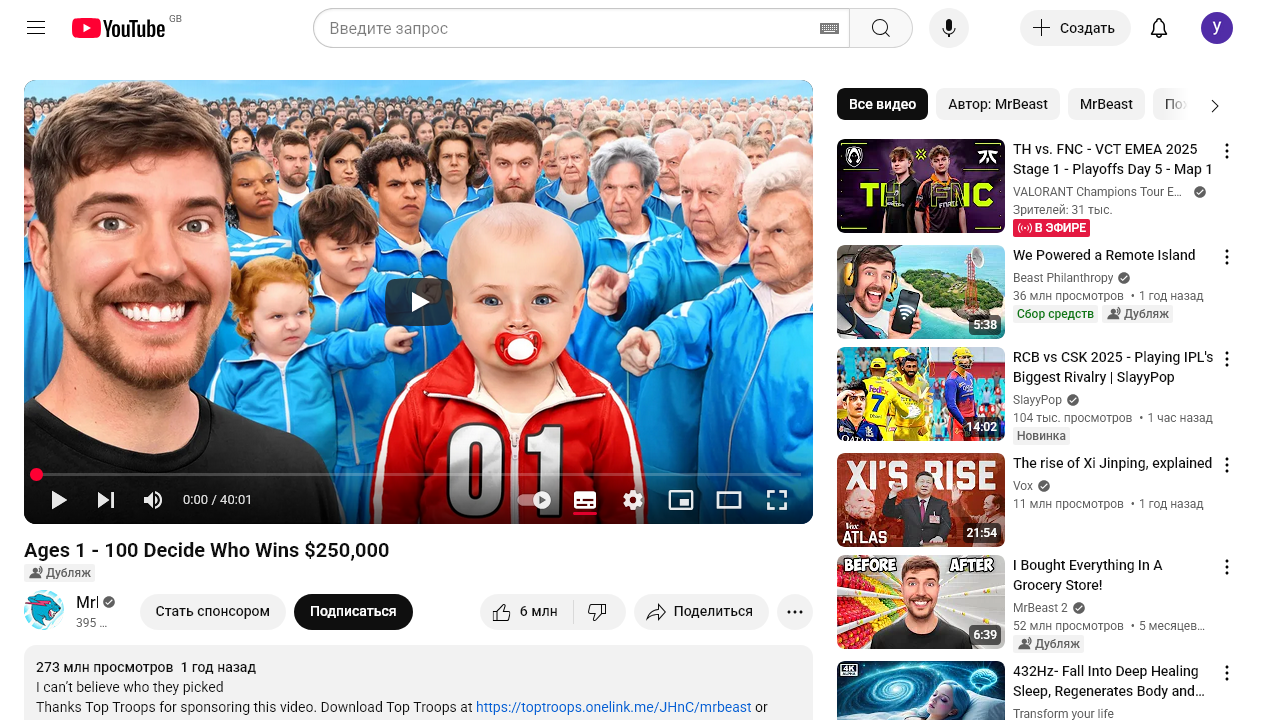 YouTube GB
Введите запрос
Создать
y
01
0:00 / 40:01
Ages 1 - 100 Decide Who Wins $250,000
Дубляж
Mrl
395 ...
Стать спонсором
Подписаться
6 млн
Поделиться
273 млн просмотров 1 год назад
I can't believe who they picked
Thanks Top Troops for sponsoring this video. Download Top Troops at https://toptroops.onelink.me/JHnC/mrbeast or
Все видео
Автор: MrBeast
MrBeast
TH FNC
TH vs. FNC - VCT EMEA 2025
Stage 1 - Playoffs Day 5 - Map 1
VALORANT Champions Tour E...
Зрителей: 31 тыс.
В ЭФИРЕ
5:38
We Powered a Remote Island
Beast Philanthropy
36 млн просмотров • 1 год назад
Сбор средств
Дубляж
7
14:02
RCB vs CSK 2025 - Playing IPL's
Biggest Rivalry | SlayyPop
SlayyPop
104 тыс. просмотров • 1 час назад
Новинка
XI'S RISE
Vox
ATLAS
21:54
The rise of Xi Jinping, explained
Vox
11 млн просмотров • 1 год назад
BEFORE AFTER
6:39
I Bought Everything In A
Grocery Store!
MrBeast 2
52 млн просмотров • 5 месяцев...
Дубляж
4K
432Hz- Fall Into Deep Healing
Sleep, Regenerates Body and...
Transform your life